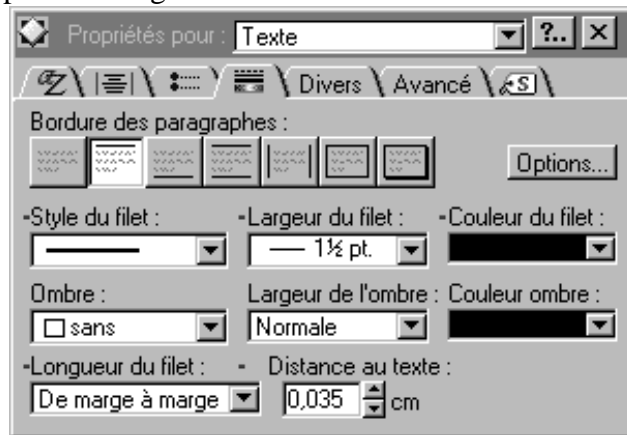 Propriétés pour : Texte ?..
Divers Avancé S
Bordure des paragraphes :
Options...
-Style du filet : -Largeur du filet : -Couleur du filet :
1½ pt.
Ombre : Largeur de l'ombre : Couleur ombre :
sans Normale
-Longueur du filet : - Distance au texte :
De marge à marge 0,035 cm